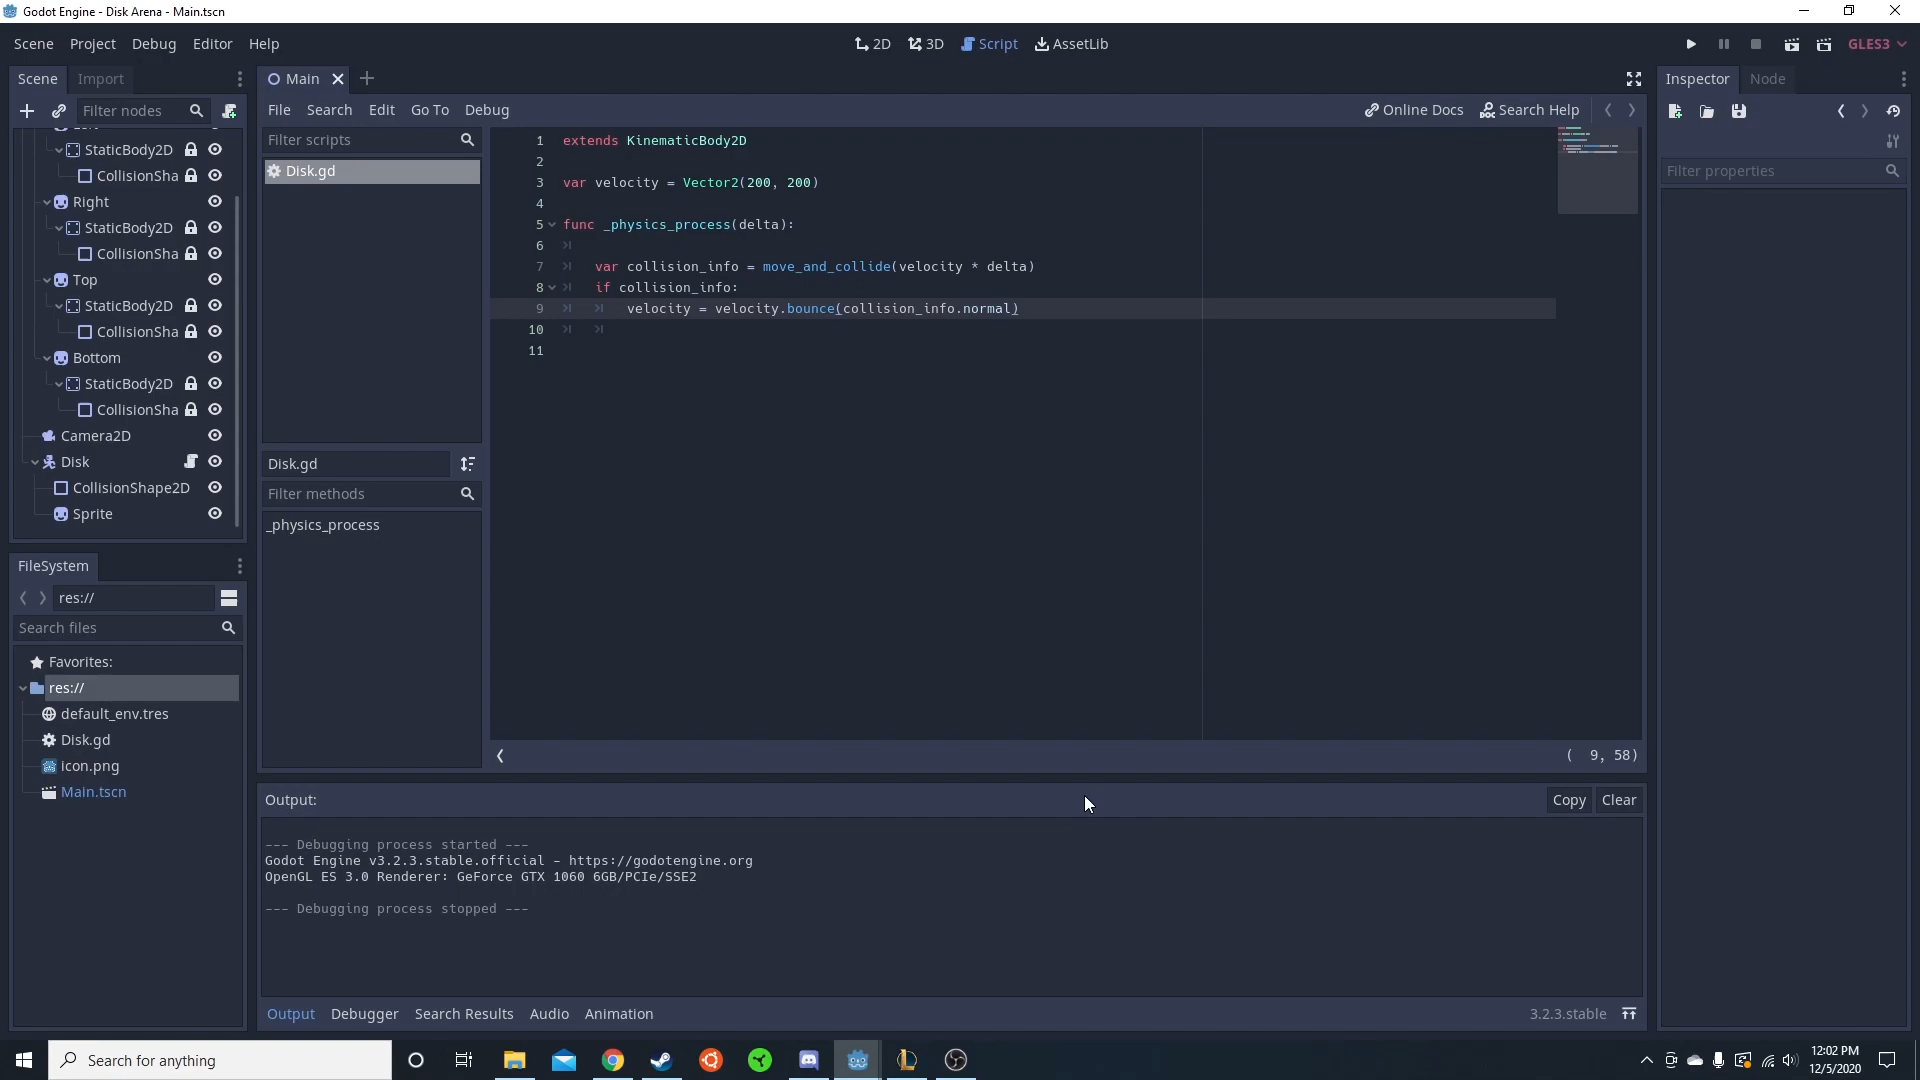 Godot Engine - Disk Arena - Main.tscn
Scene Project Debug Editor Help
2D 3D Script AssetLib
GLES3
Scene Import
Filter nodes
StaticBody2D
CollisionSha
Right
StaticBody2D
CollisionSha
Top
StaticBody2D
CollisionSha
Bottom
StaticBody2D
CollisionSha
Camera2D
Disk
CollisionShape2D
Sprite
FileSystem
res://
Search files
Favorites:
res://
default_env.tres
Disk.gd
icon.png
Main.tscn
Main
File Search Edit Go To Debug
Online Docs Search Help
Filter scripts
Disk.gd
Disk.gd
Filter methods
_physics_process
1 extends KinematicBody2D
2
3 var velocity = Vector2(200, 200)
4
5 func _physics_process(delta):
6
7 var collision_info = move_and_collide(velocity * delta)
8 if collision_info:
9 velocity = velocity.bounce(collision_info.normal)
10
11
( 9, 58)
Output:
Copy Clear
--- Debugging process started ---
Godot Engine v3.2.3.stable.official - https://godotengine.org
OpenGL ES 3.0 Renderer: GeForce GTX 1060 6GB/PCIe/SSE2
--- Debugging process stopped ---
Output Debugger Search Results Audio Animation
3.2.3.stable
Inspector Node
Filter properties
Search for anything
12:02 PM
12/5/2020